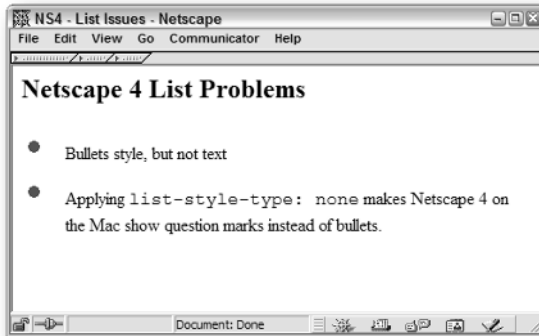 NS4 - List Issues - Netscape
File Edit View Go Communicator Help
Netscape 4 List Problems
Bullets style, but not text
Applying list-style-type: none makes Netscape 4 on
the Mac show question marks instead of bullets.
Document: Done